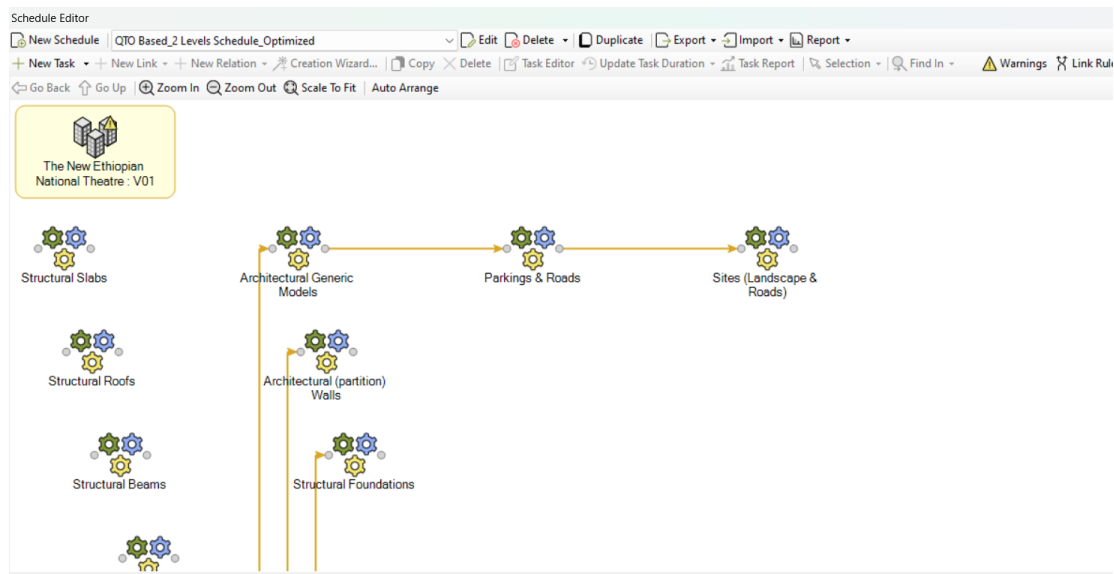 Schedule Editor
New Schedule QTO Based_2 Levels Schedule_Optimized Edit Delete Duplicate Export Import Report
New Task New Link New Relation Creation Wizard... Copy Delete Task Editor Update Task Duration Task Report Selection Find In Warnings Link Rul
Go Back Go Up Zoom In Zoom Out Scale To Fit Auto Arrange
The New Ethiopian
National Theatre : V01
Structural Slabs
Architectural Generic
Models
Parkings & Roads
Sites (Landscape &
Roads)
Structural Roofs
Architectural (partition)
Walls
Structural Beams
Structural Foundations